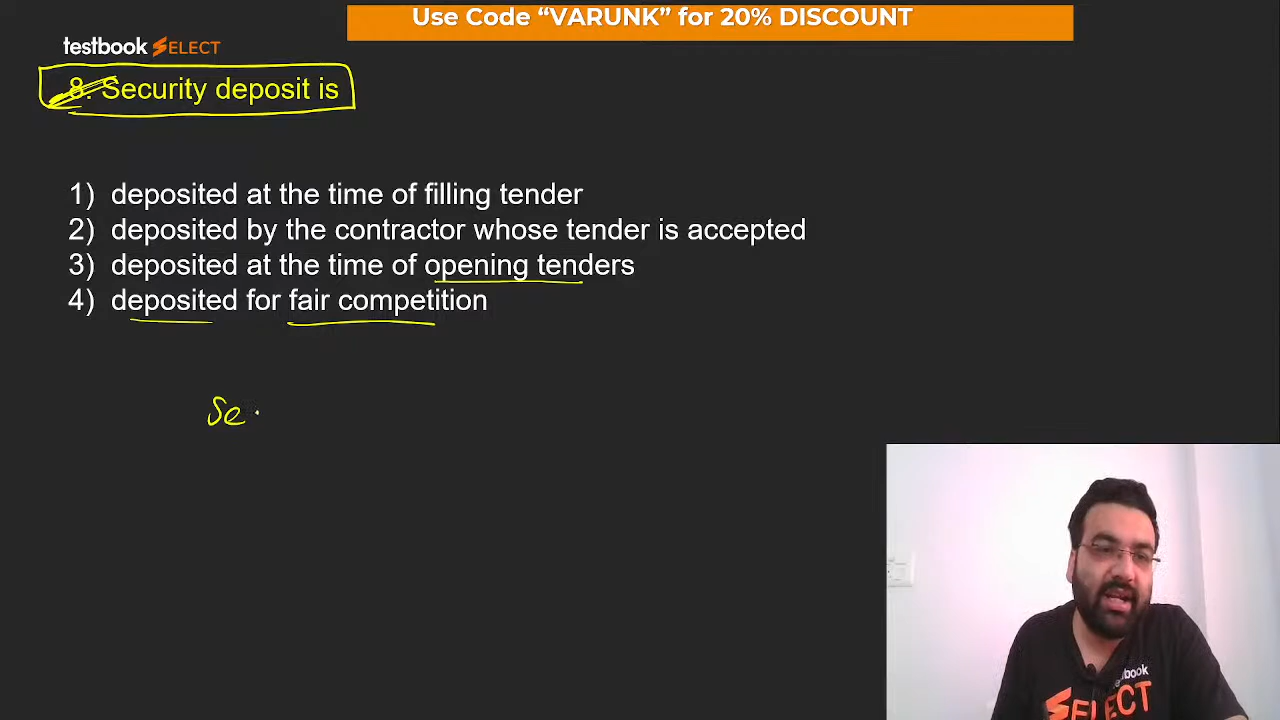 Use Code “VARUNK” for 20% DISCOUNT
testbook SELECT
8. Security deposit is
1) deposited at the time of filling tender
2) deposited by the contractor whose tender is accepted
3) deposited at the time of opening tenders
4) deposited for fair competition
Se
testbook
SELECT